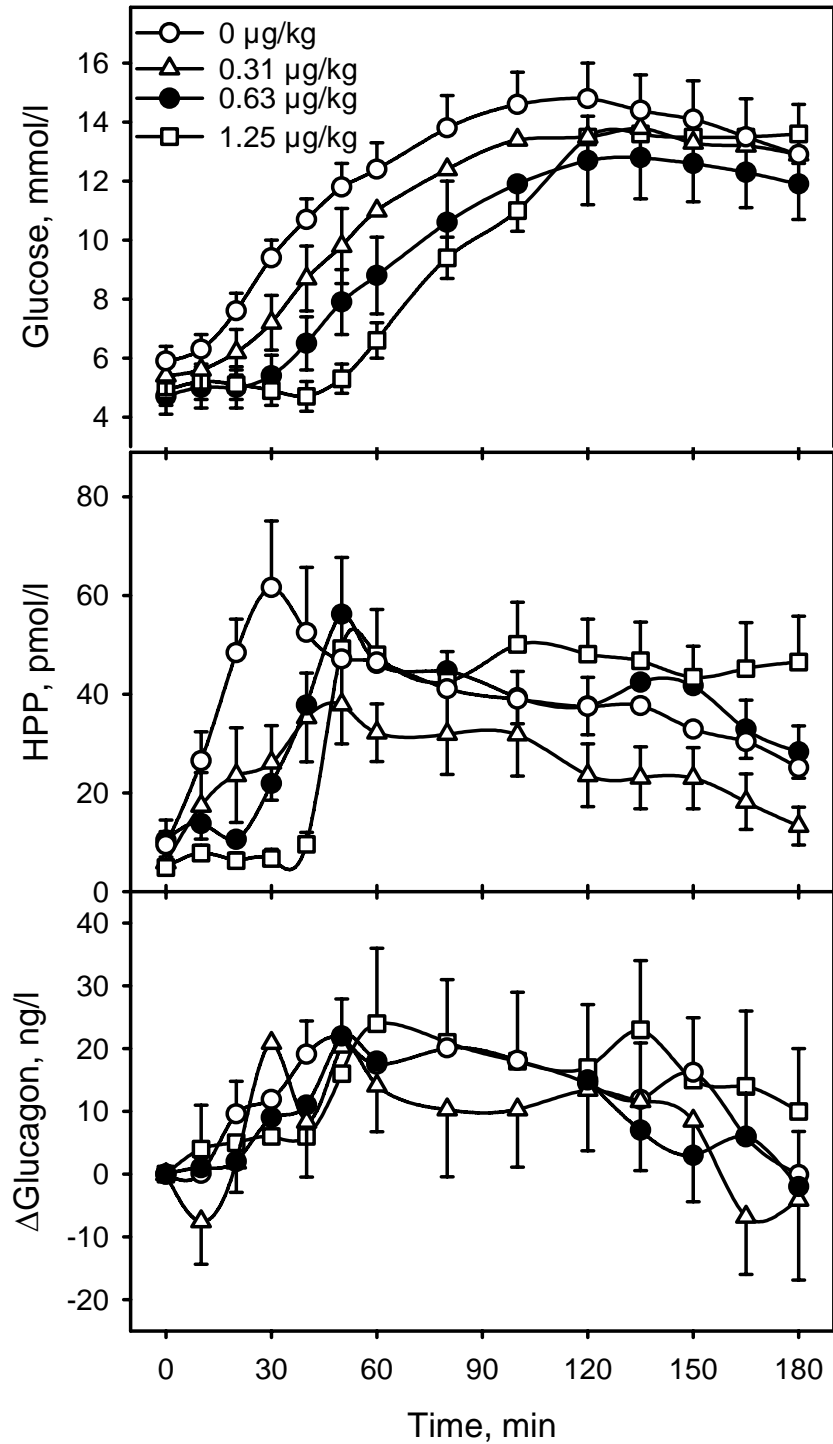 0 µg/kg
0.31 µg/kg
0.63 µg/kg
1.25 µg/kg
Glucose, mmol/l
16
14
12
10
8
6
4
HPP, pmol/l
80
60
40
20
0
ΔGlucagon, ng/l
40
30
20
10
0
-10
-20
0 30 60 90 120 150 180
Time, min